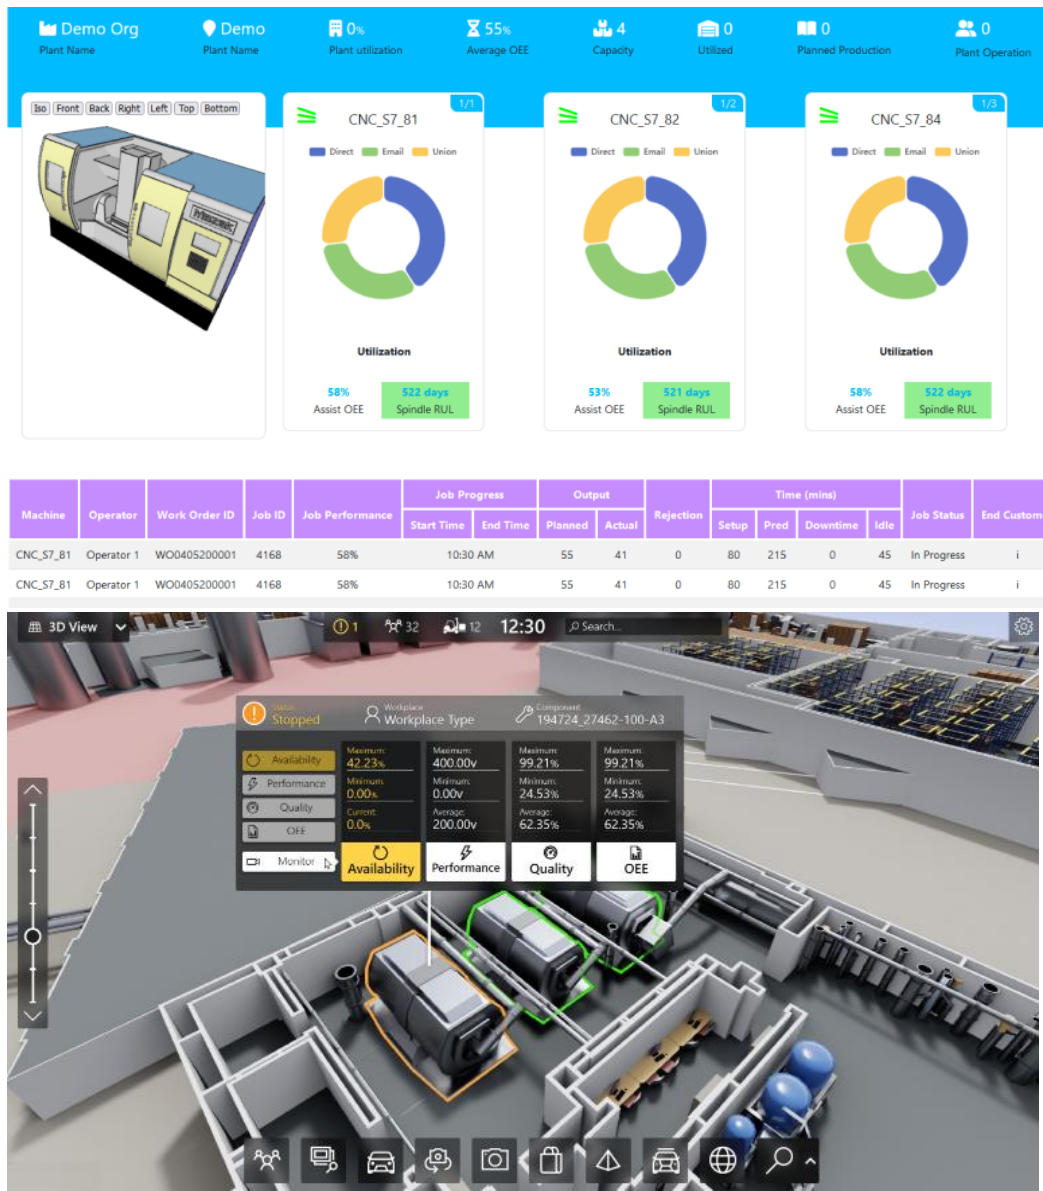 Demo Org Demo 0% 55% 4 0 0 0
Plant Name Plant Name Plant utilization Average OEE Capacity Utilized Planned Production Plant Operation
Iso Front Back Right Left Top Bottom
Mazak
1/1
CNC_S7_81
Direct Email Union
Utilization
58% 522 days
Assist OEE Spindle RUL
1/2
CNC_S7_82
Direct Email Union
Utilization
53% 521 days
Assist OEE Spindle RUL
1/3
CNC_S7_84
Direct Email Union
Utilization
58% 522 days
Assist OEE Spindle RUL
Job Progress Output Time (mins)
Machine Operator Work Order ID Job ID Job Performance Rejection Job Status End Custom
Start Time End Time Planned Actual Setup Pred Downtime Idle
CNC_S7_81 Operator 1 WO0405200001 4168 58% 10:30 AM 55 41 0 80 215 0 45 In Progress i
CNC_S7_81 Operator 1 WO0405200001 4168 58% 10:30 AM 55 41 0 80 215 0 45 In Progress i
3D View 1 32 12 12:30 Search...
Status Workplace Component
Stopped Workplace Type 194724_27462-100-A3
Availability
Performance
Quality
OEE
Monitor
Maximum: Maximum: Maximum: Maximum:
42.23% 400.00v 99.21% 99.21%
Minimum: Minimum: Minimum: Minimum:
0.00% 0.00v 24.53% 24.53%
Current: Average: Average: Average:
0.0% 200.00v 62.35% 62.35%
Availability Performance Quality OEE